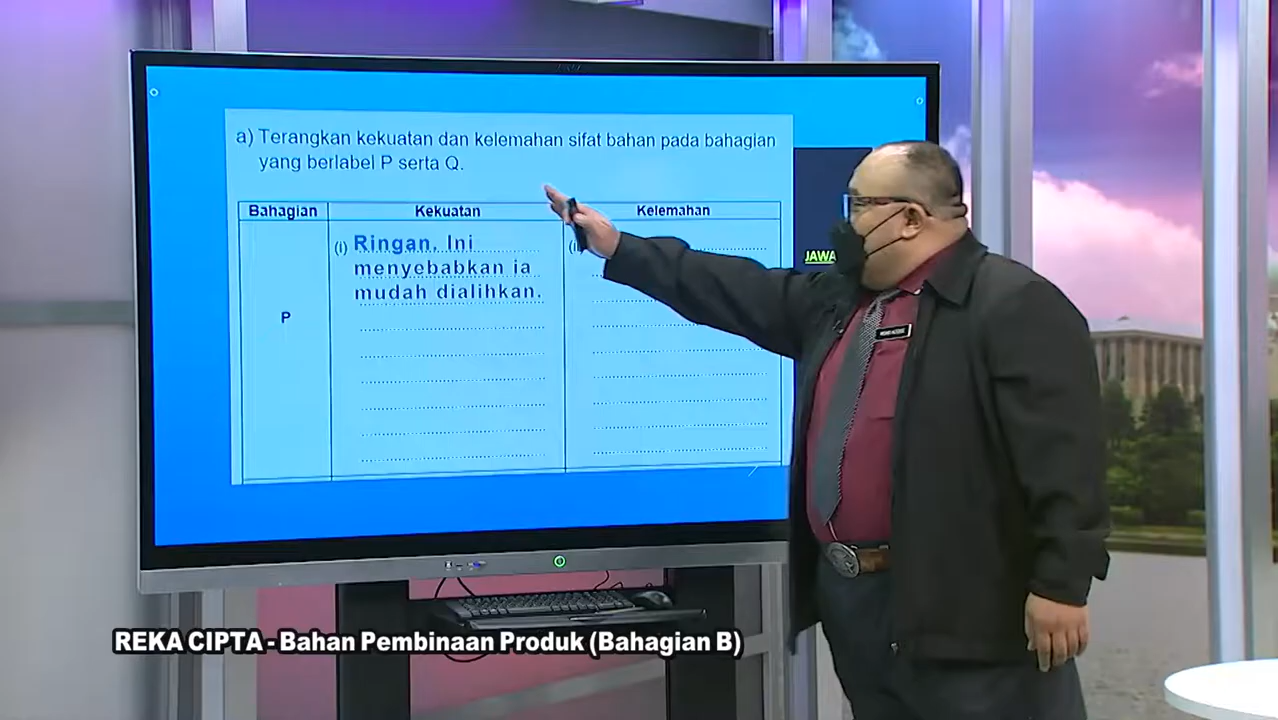 a) Terangkan kekuatan dan kelemahan sifat bahan pada bahagian
yang berlabel P serta Q.
Bahagian Kekuatan Kelemahan
(i) Ringan. Ini
menyebabkan ia
mudah dialihkan.
P
JAWA
REKA CIPTA - Bahan Pembinaan Produk (Bahagian B)